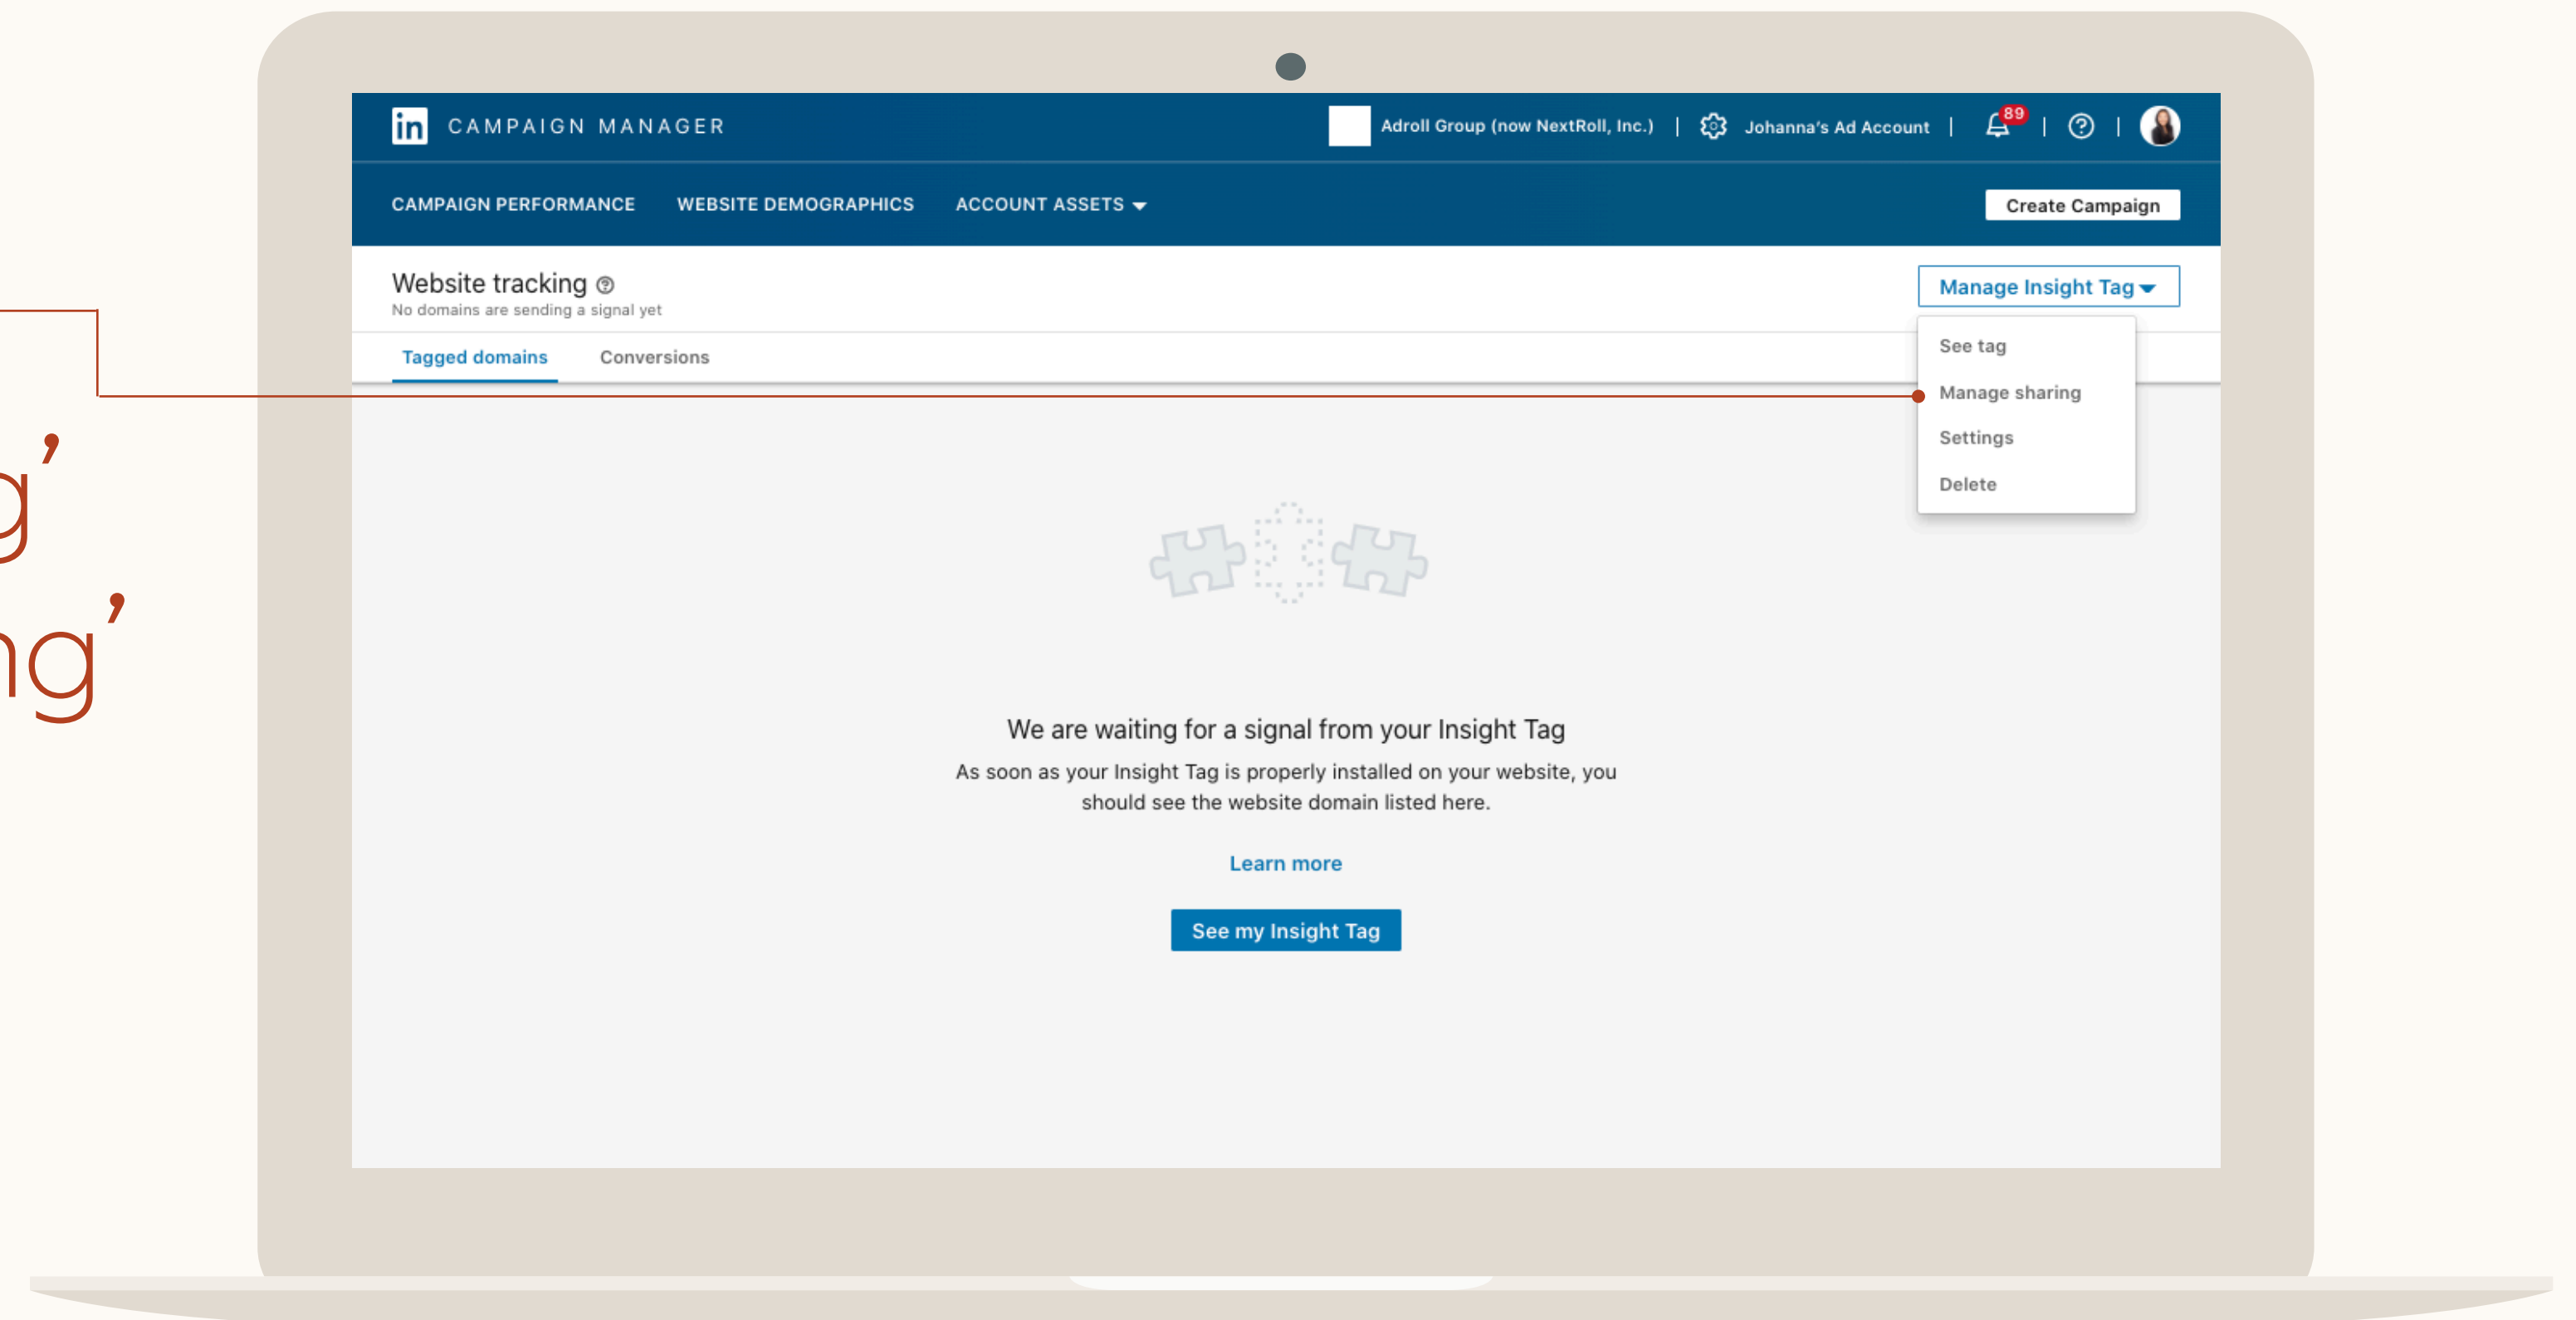 in CAMPAIGN MANAGER
Adroll Group (now NextRoll, Inc.) | Johanna's Ad Account | 89 | ? |
CAMPAIGN PERFORMANCE WEBSITE DEMOGRAPHICS ACCOUNT ASSETS
Create Campaign
Website tracking ?
No domains are sending a signal yet
Manage Insight Tag
Tagged domains Conversions
See tag
Manage sharing
Settings
Delete
g’
ng’
We are waiting for a signal from your Insight Tag
As soon as your Insight Tag is properly installed on your website, you
should see the website domain listed here.
Learn more
See my Insight Tag